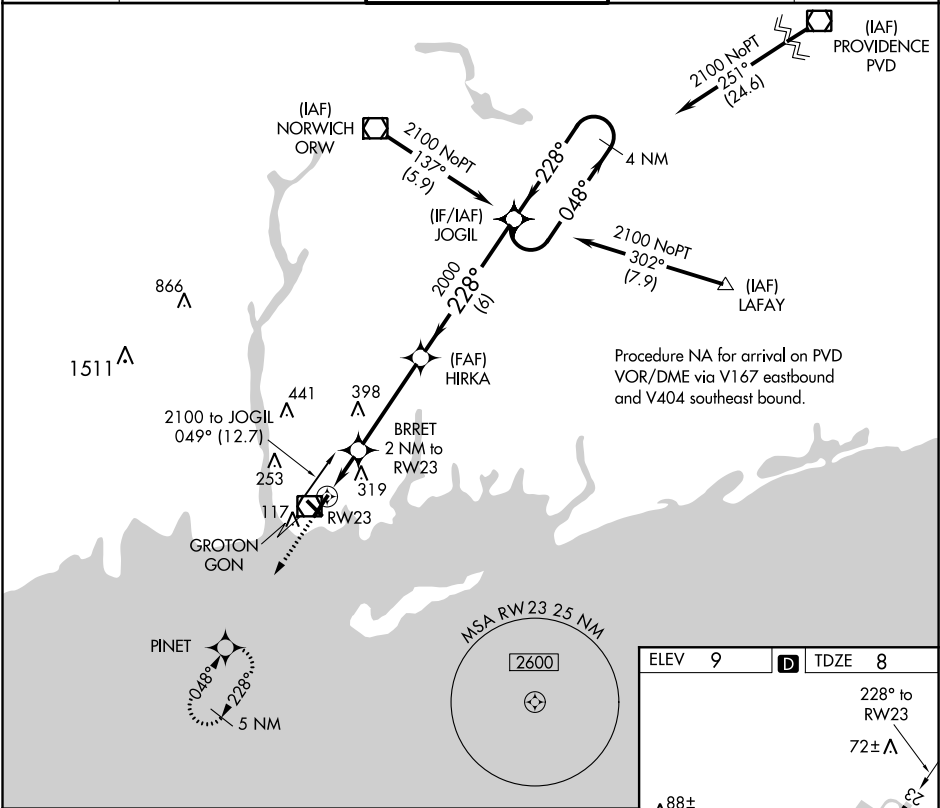 (IAF)
PROVIDENCE
PVD
2100 NoPT
251°
(24.6)
(IAF)
NORWICH
ORW
2100 NoPT
137°
(5.9)
4 NM
228°
048°
(IF/IAF)
JOGIL
2100 NoPT
302°
(7.9)
(IAF)
LAFAY
2000
228°
(6)
866
1511
(FAF)
HIRKA
Procedure NA for arrival on PVD
VOR/DME via V167 eastbound
and V404 southeast bound.
441
398
2100 to JOGIL
049° (12.7)
BRRET
2 NM to
RW23
253
319
117
RW23
GROTON
GON
PINET
048°
228°
5 NM
MSA RW23 25 NM
2600
ELEV 9
D
TDZE 8
228° to
RW23
72±
88±
23